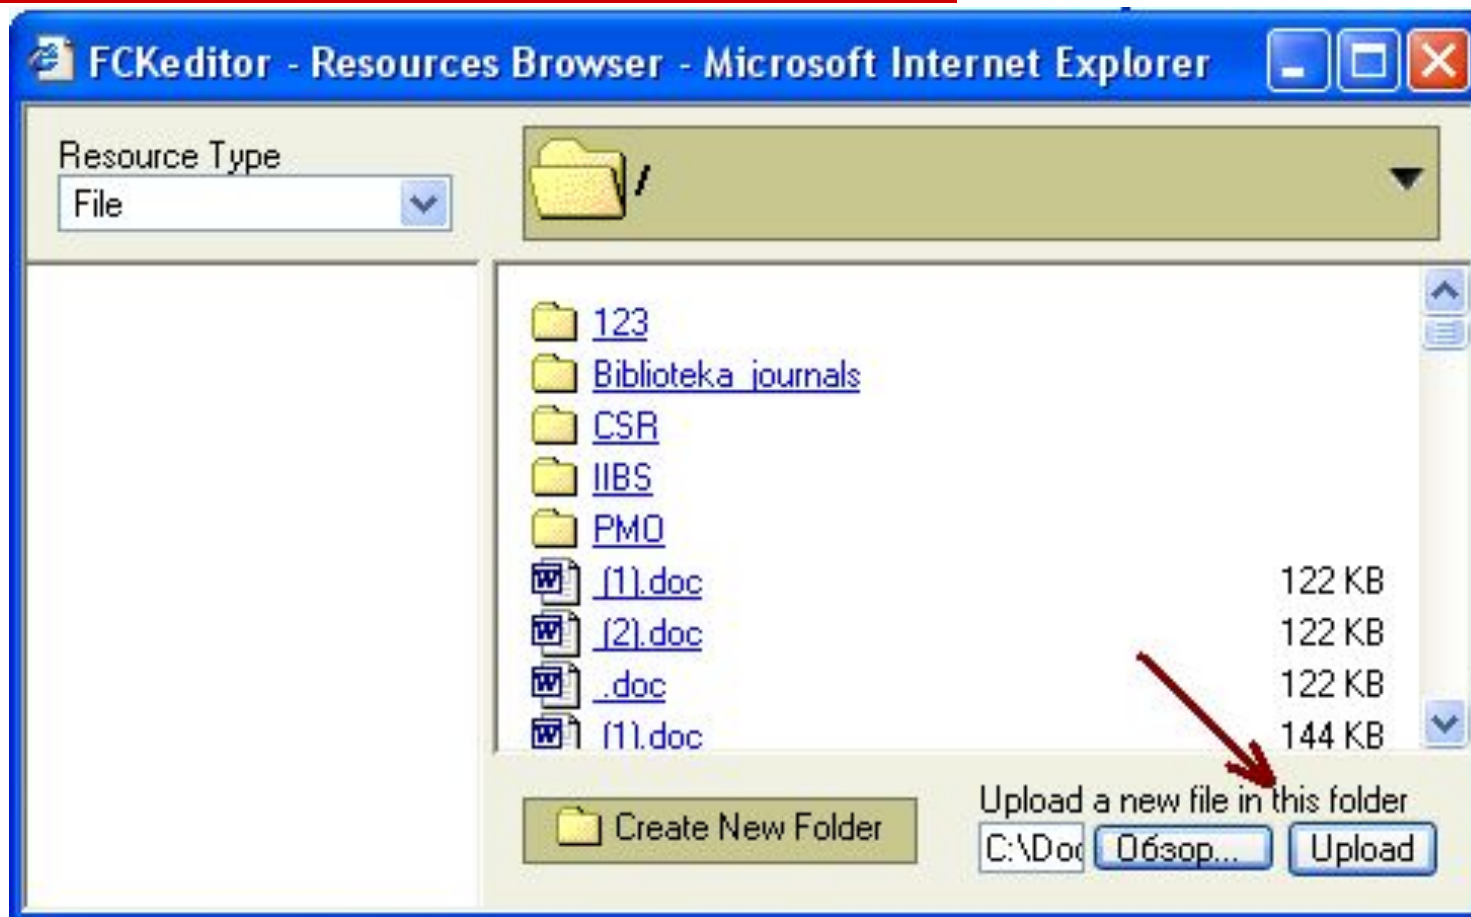 FCKeditor - Resources Browser - Microsoft Internet Explorer
Resource Type
File
/
123
Biblioteka_journals
CSR
IIBS
PMO
_(1).doc 122 KB
_(2).doc 122 KB
_.doc 122 KB
(1).doc 144 KB
Create New Folder
Upload a new file in this folder
C:\Doc Обзор... Upload